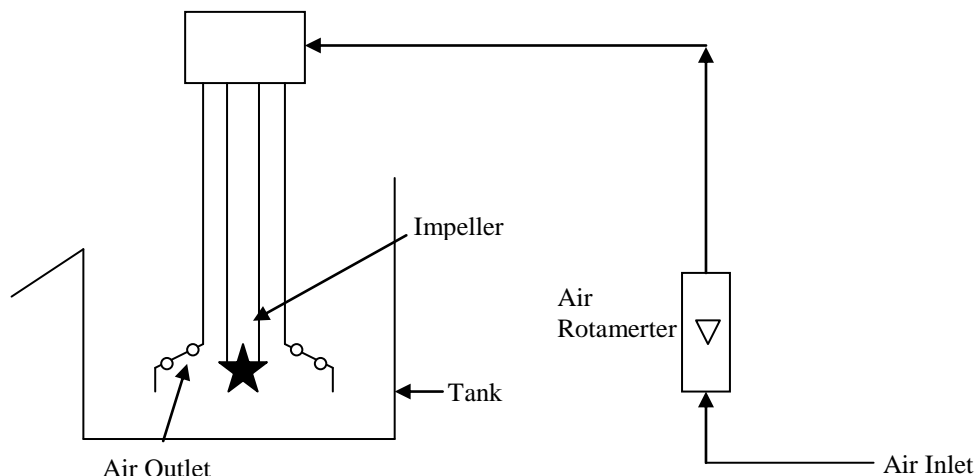 Impeller
Air
Rotamerter
Tank
Air Outlet
Air Inlet